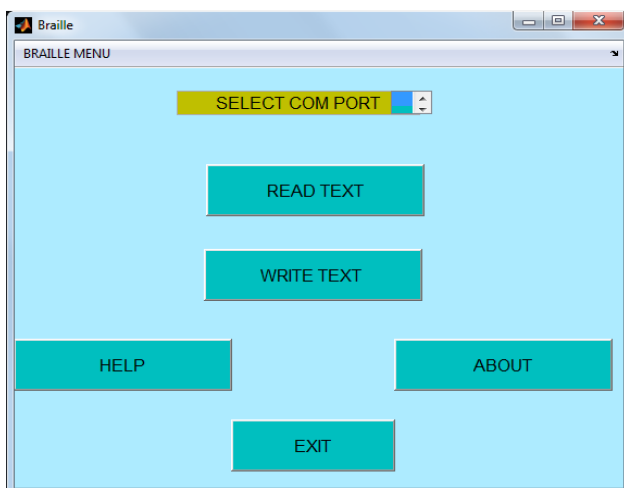 Braille
BRAILLE MENU
SELECT COM PORT
READ TEXT
WRITE TEXT
HELP
ABOUT
EXIT